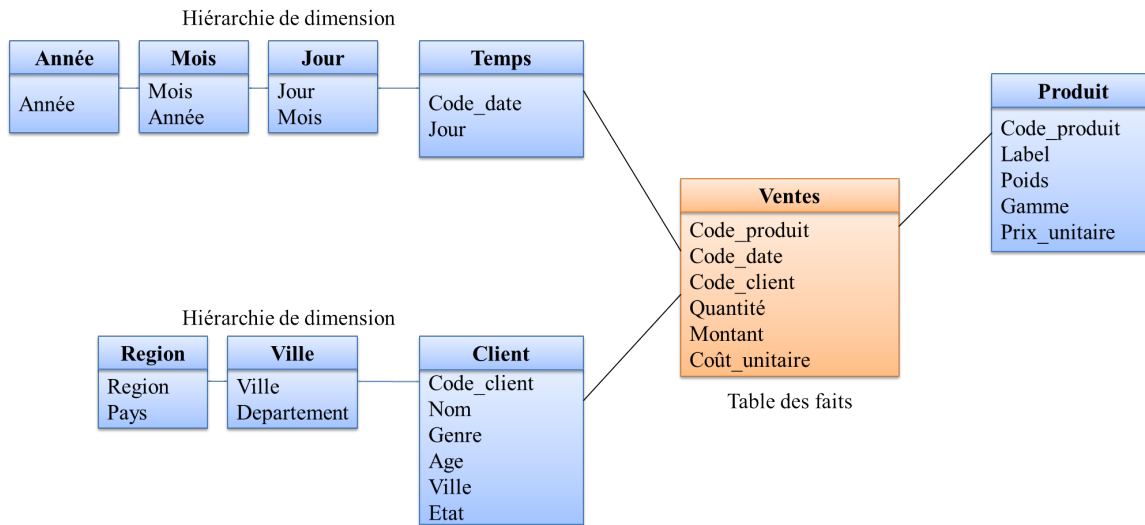 Hiérarchie de dimension
Année
Année
Mois
Mois
Année
Jour
Jour
Mois
Temps
Code_date
Jour
Produit
Code_produit
Label
Poids
Gamme
Prix_unitaire
Ventes
Code_produit
Code_date
Code_client
Quantité
Montant
Coût_unitaire
Table des faits
Hiérarchie de dimension
Region
Region
Pays
Ville
Ville
Departement
Client
Code_client
Nom
Genre
Age
Ville
Etat